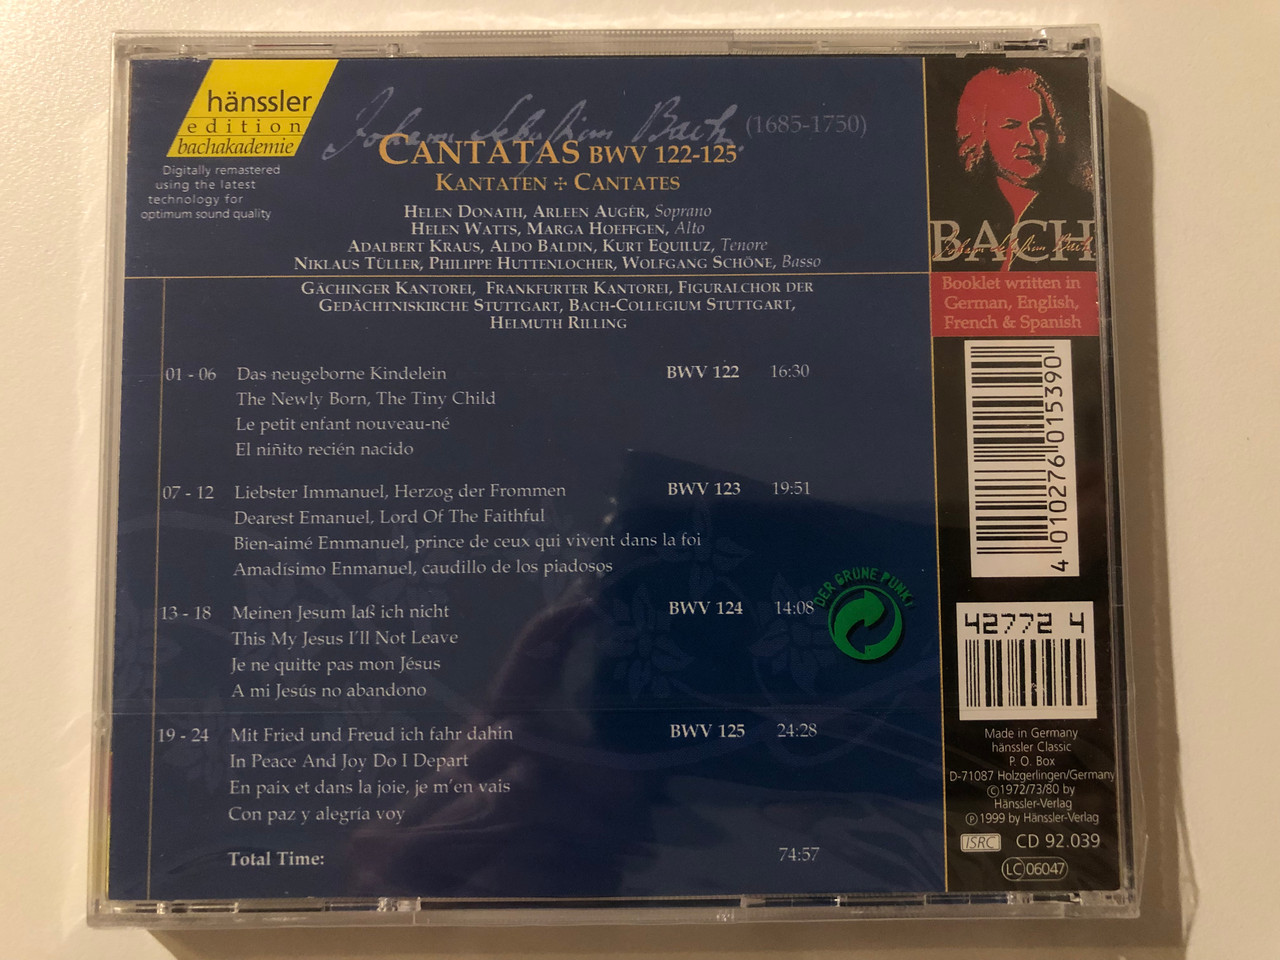 hänssler
edition
bachakademie
Digitally remastered
using the latest
technology for
optimum sound quality
Johann Sebastian Bach (1685-1750)
CANTATAS BWV 122-125
KANTATEN ✢ CANTATES
HELEN DONATH, ARLEEN AUGÉR, Soprano
HELEN WATTS, MARGA HOEFFGEN, Alto
ADALBERT KRAUS, ALDO BALDIN, KURT EQUILUZ, Tenore
NIKLAUS TÜLLER, PHILIPPE HUTTENLOCHER, WOLFGANG SCHÖNE, Basso
GÄCHINGER KANTOREI, FRANKFURTER KANTOREI, FIGURALCHOR DER
GEDÄCHTNISKIRCHE STUTTGART, BACH-COLLEGIUM STUTTGART,
HELMUTH RILLING
01 - 06 Das neugeborne Kindelein BWV 122 16:30
The Newly Born, The Tiny Child
Le petit enfant nouveau-né
El niñito recién nacido
07 - 12 Liebster Immanuel, Herzog der Frommen BWV 123 19:51
Dearest Emanuel, Lord Of The Faithful
Bien-aimé Emmanuel, prince de ceux qui vivent dans la foi
Amadísimo Enmanuel, caudillo de los piadosos
13 - 18 Meinen Jesum laß ich nicht BWV 124 14:08
This My Jesus I'll Not Leave
Je ne quitte pas mon Jésus
A mi Jesús no abandono
19 - 24 Mit Fried und Freud ich fahr dahin BWV 125 24:28
In Peace And Joy Do I Depart
En paix et dans la joie, je m'en vais
Con paz y alegría voy
Total Time: 74:57
DER GRÜNE PUNKT
BACH
Johann Sebastian Bach
Booklet written in
German, English,
French & Spanish
4 010276 015390
42772 4
Made in Germany
hänssler Classic
P. O. Box
D-71087 Holzgerlingen/Germany
©1972/73/80 by
Hänssler-Verlag
℗ 1999 by Hänssler-Verlag
ISRC CD 92.039
LC 06047